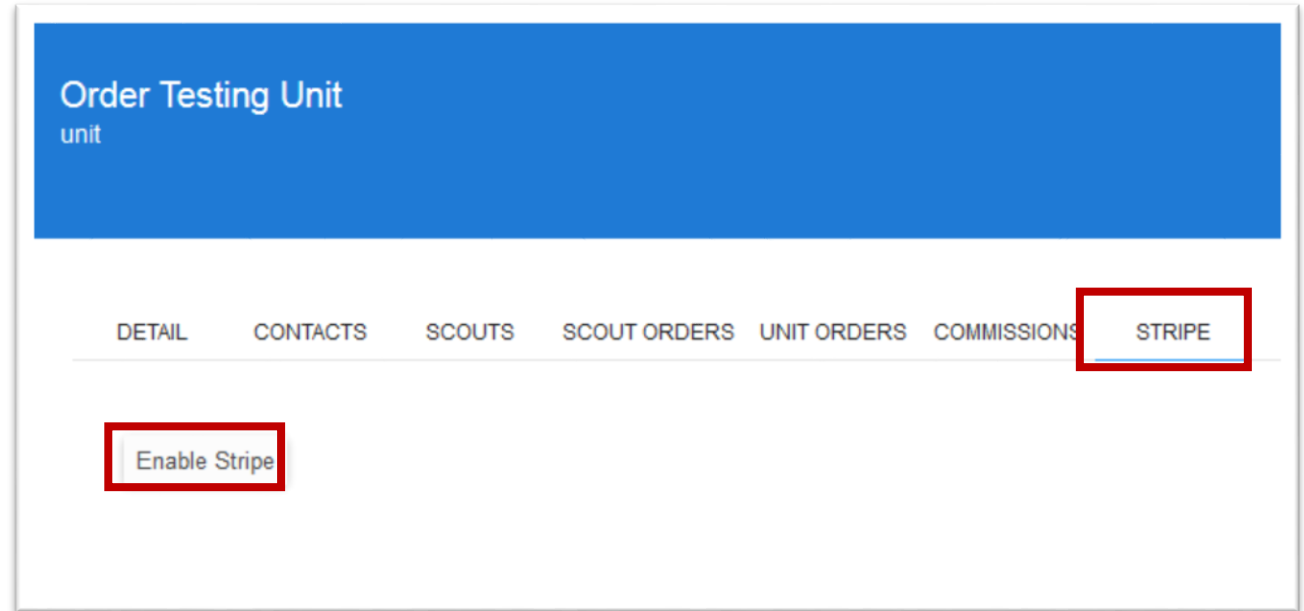 Order Testing Unit
unit
DETAIL CONTACTS SCOUTS SCOUT ORDERS UNIT ORDERS COMMISSIONS STRIPE
Enable Stripe